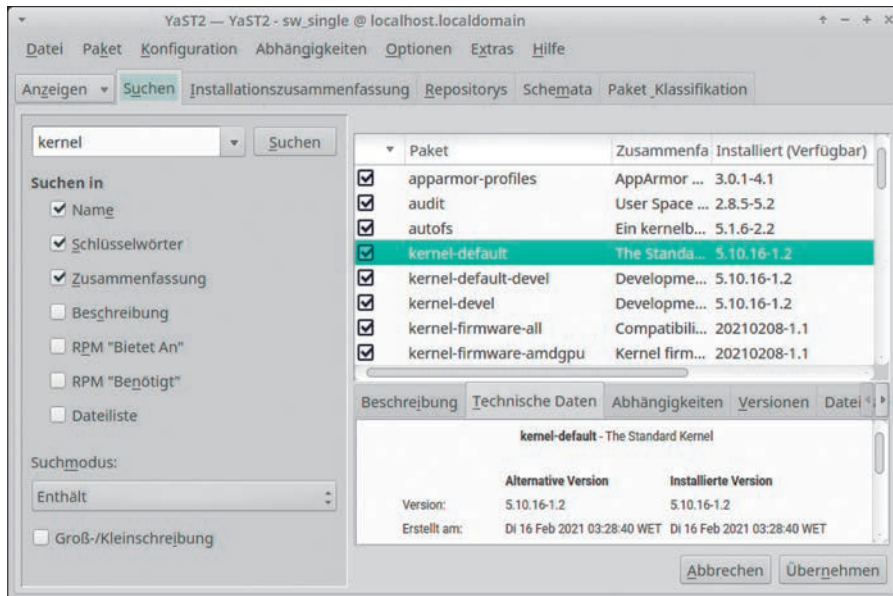 YaST2 — YaST2 - sw_single @ localhost.localdomain
Datei Paket Konfiguration Abhängigkeiten Optionen Extras Hilfe
Anzeigen Suchen Installationszusammenfassung Repositorys Schemata Paket_Klassifikation
kernel Suchen
Suchen in
Name
Schlüsselwörter
Zusammenfassung
Beschreibung
RPM "Bietet An"
RPM "Benötigt"
Dateiliste
Suchmodus:
Enthält
Groß-/Kleinschreibung
Paket Zusammenfa Installiert (Verfügbar)
apparmor-profiles AppArmor ... 3.0.1-4.1
audit User Space ... 2.8.5-5.2
autofs Ein kernelb... 5.1.6-2.2
kernel-default The Standa... 5.10.16-1.2
kernel-default-devel Developme... 5.10.16-1.2
kernel-devel Developme... 5.10.16-1.2
kernel-firmware-all Compatibili... 20210208-1.1
kernel-firmware-amdgpu Kernel firm... 20210208-1.1
Beschreibung Technische Daten Abhängigkeiten Versionen Datei
kernel-default - The Standard Kernel
Alternative Version Installierte Version
Version: 5.10.16-1.2 5.10.16-1.2
Erstellt am: Di 16 Feb 2021 03:28:40 WET Di 16 Feb 2021 03:28:40 WET
Abbrechen Übernehmen